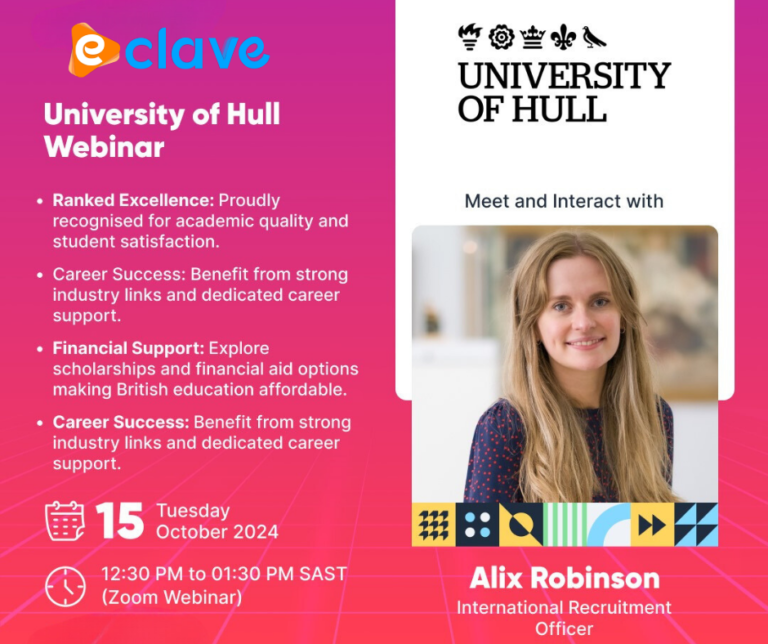 eclave
University of Hull
Webinar
• Ranked Excellence: Proudly
recognised for academic quality and
student satisfaction.
• Career Success: Benefit from strong
industry links and dedicated career
support.
• Financial Support: Explore
scholarships and financial aid options
making British education affordable.
• Career Success: Benefit from strong
industry links and dedicated career
support.
15 Tuesday
October 2024
12:30 PM to 01:30 PM SAST
(Zoom Webinar)
UNIVERSITY
OF HULL
Meet and Interact with
Alix Robinson
International Recruitment
Officer